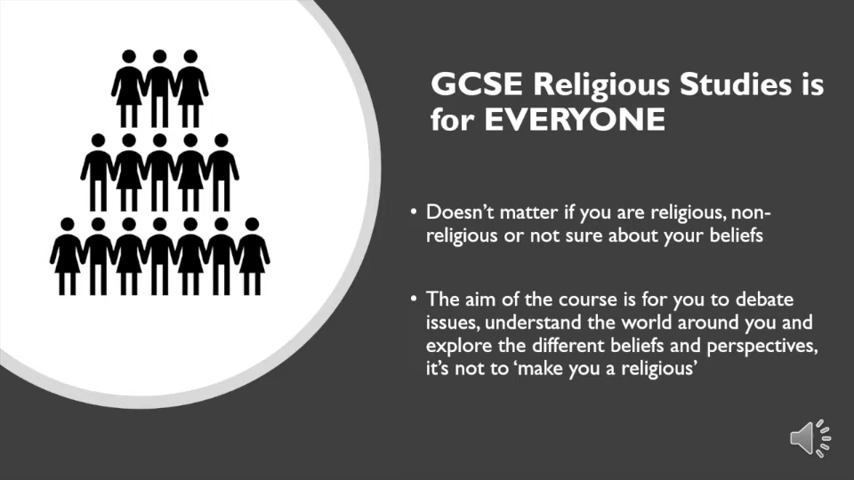 GCSE Religious Studies is
for EVERYONE
• Doesn't matter if you are religious, non-
religious or not sure about your beliefs
• The aim of the course is for you to debate
issues, understand the world around you and
explore the different beliefs and perspectives,
it's not to 'make you a religious'